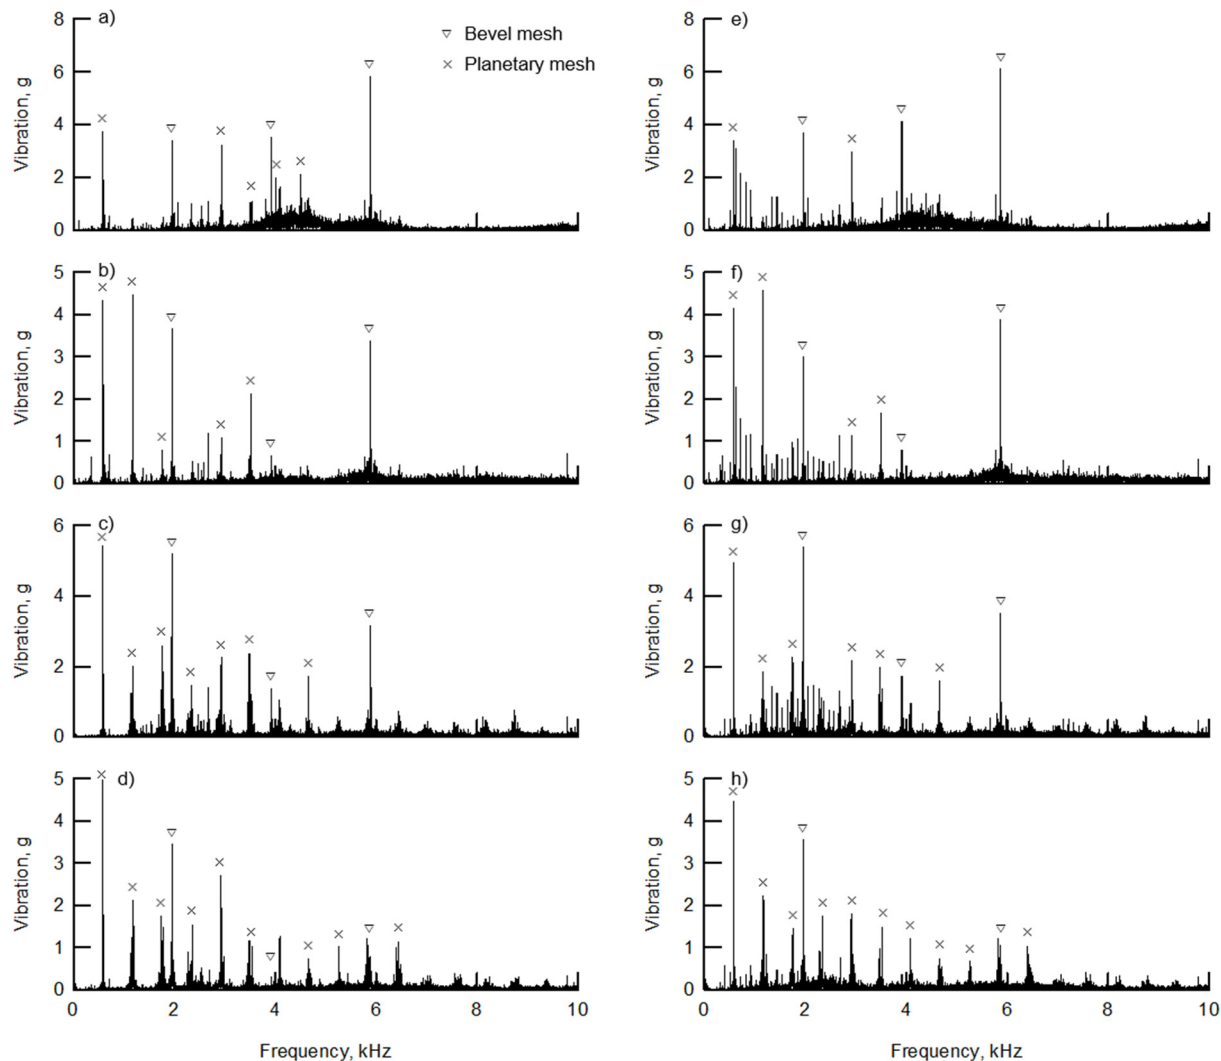 a)
▽ Bevel mesh
× Planetary mesh
8
6
4
2
0
Vibration, g
e)
8
6
4
2
0
Vibration, g
b)
5
4
3
2
1
0
Vibration, g
f)
5
4
3
2
1
0
Vibration, g
c)
6
4
2
0
Vibration, g
g)
6
4
2
0
Vibration, g
d)
5
4
3
2
1
0
Vibration, g
0 2 4 6 8 10
Frequency, kHz
h)
5
4
3
2
1
0
Vibration, g
0 2 4 6 8 10
Frequency, kHz